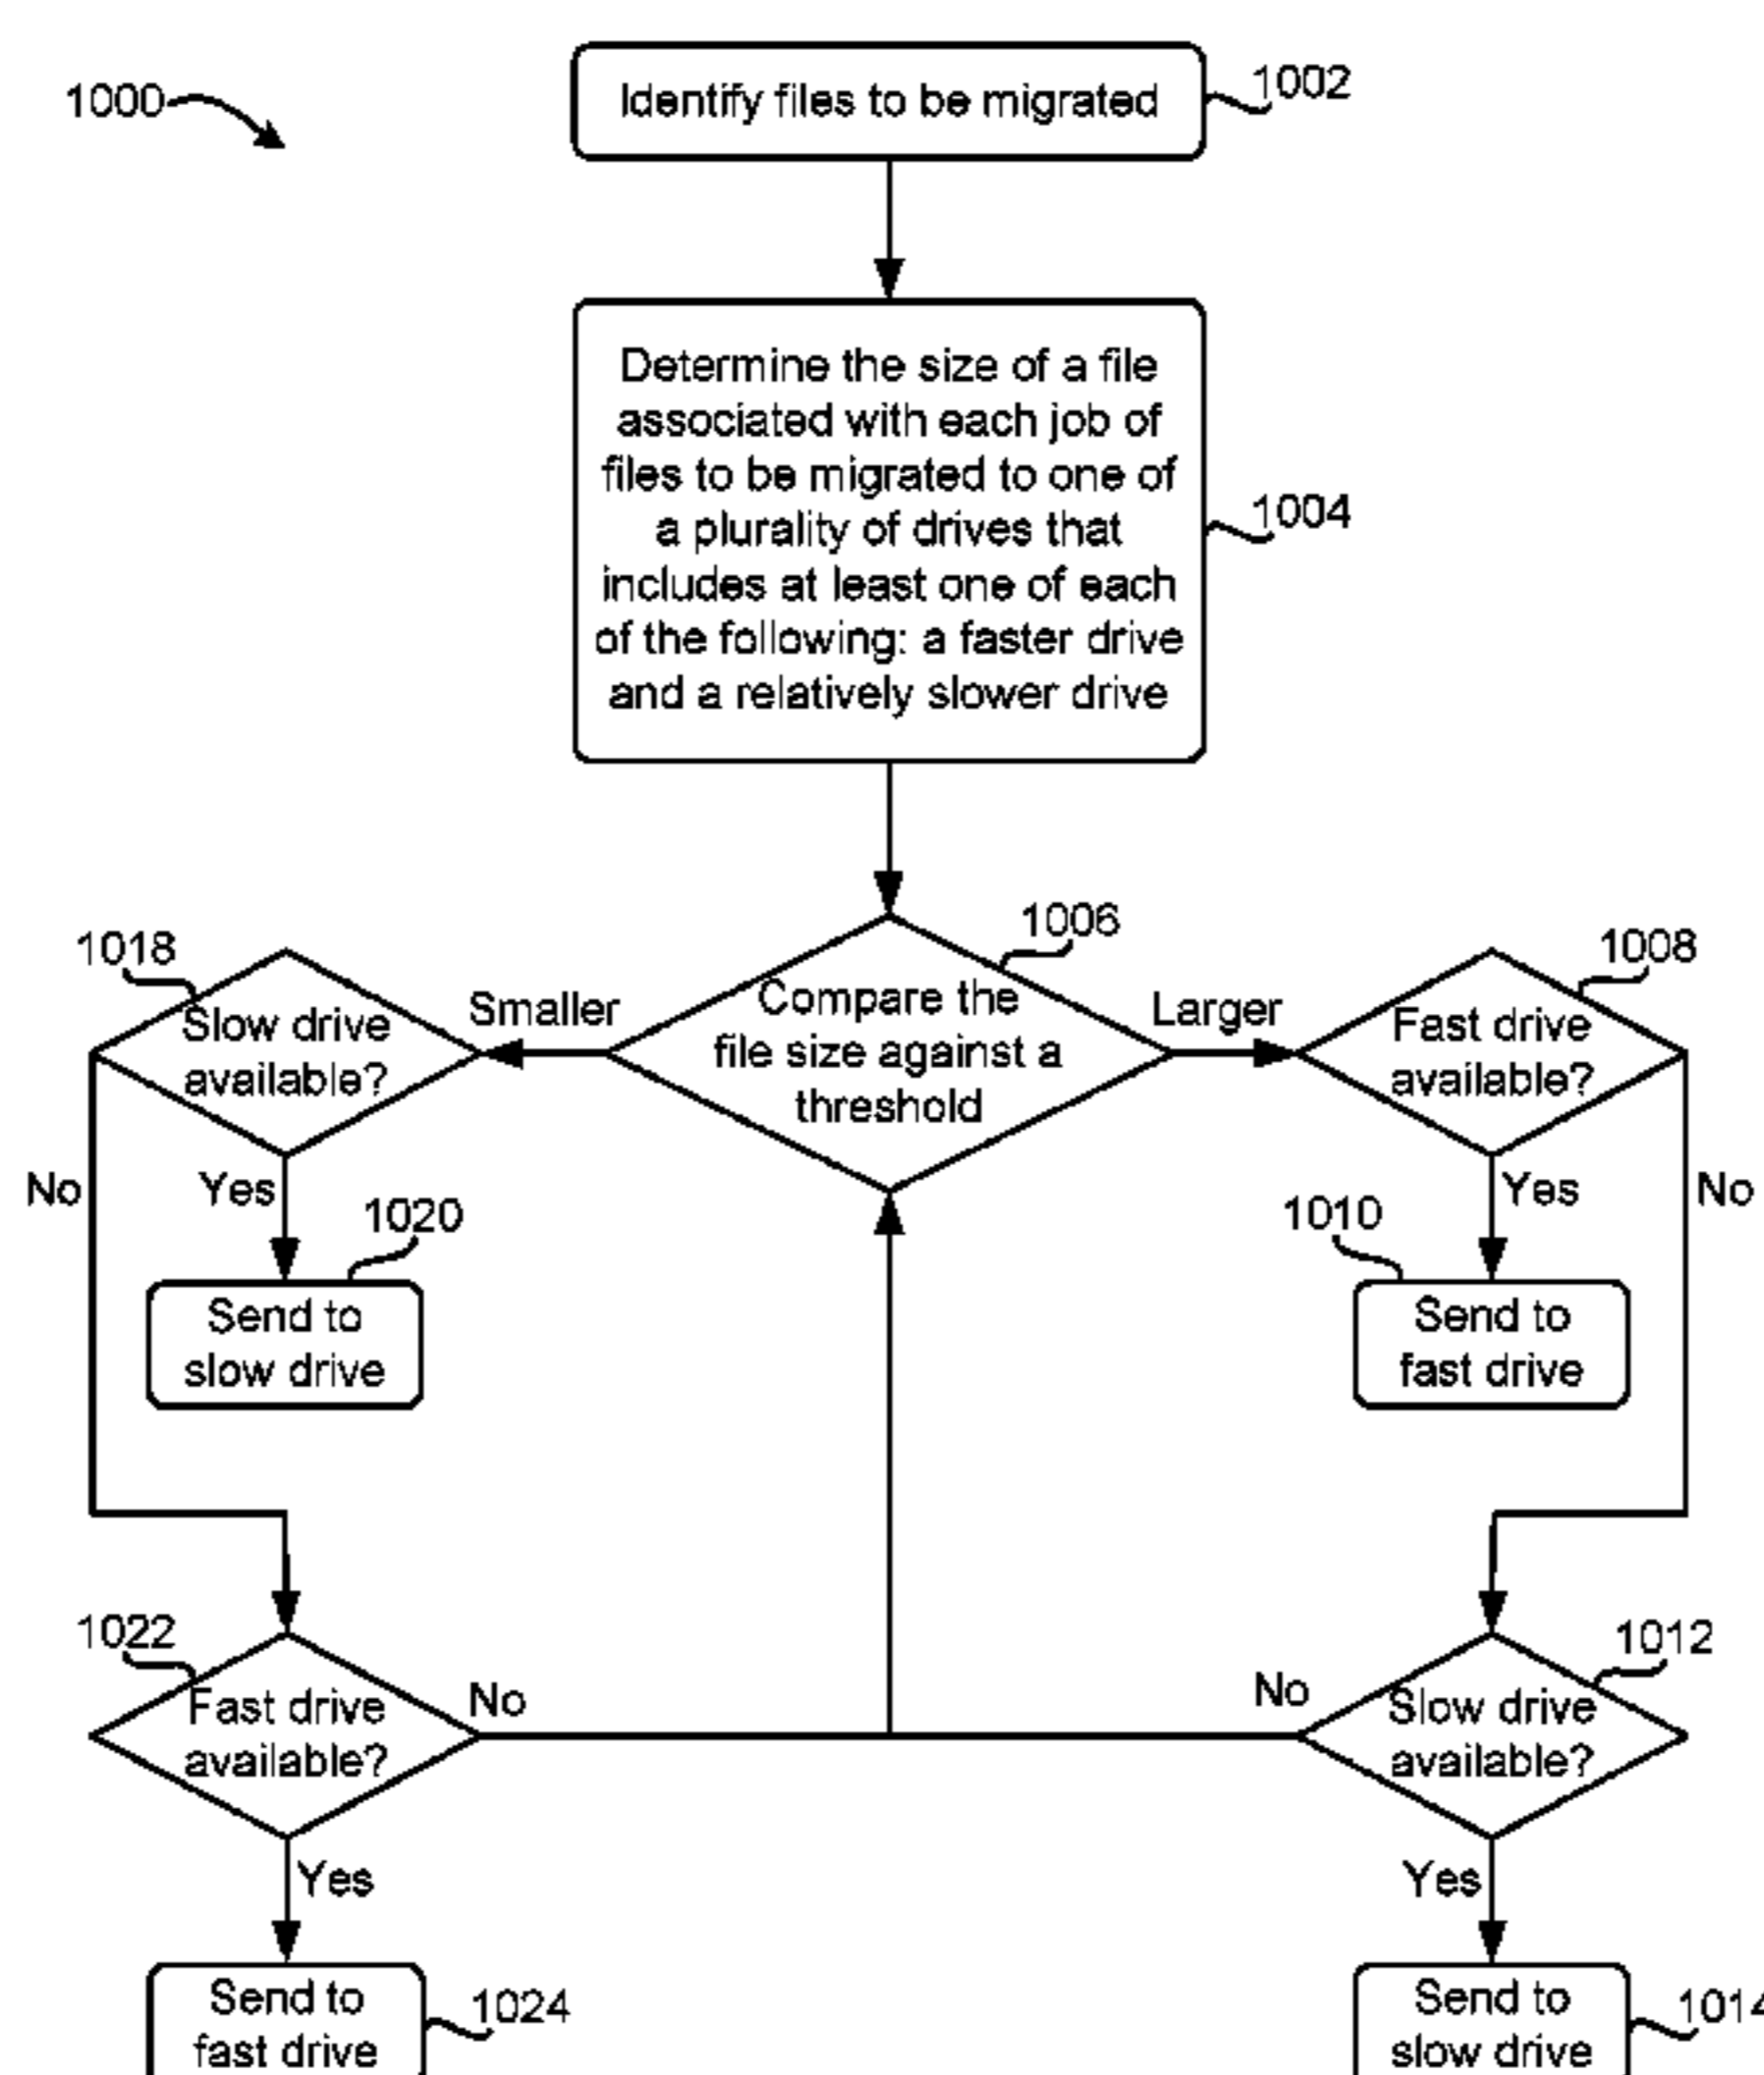 1000
Identify files to be migrated
1002
Determine the size of a file
associated with each job of
files to be migrated to one of
a plurality of drives that
includes at least one of each
of the following: a faster drive
and a relatively slower drive
1004
1006
Compare the
file size against a
threshold
Smaller
Larger
1018
Slow drive
available?
1008
Fast drive
available?
No
Yes
1020
Send to
slow drive
Yes
No
1010
Send to
fast drive
1022
Fast drive
available?
No
No
1012
Slow drive
available?
Yes
Send to
fast drive
1024
Yes
Send to
slow drive
1014